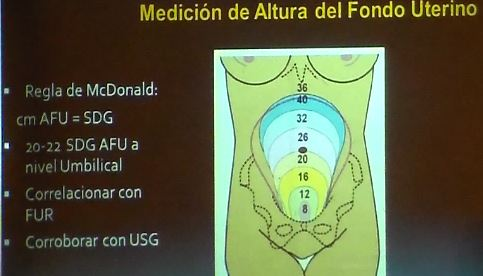 Medición de Altura del Fondo Uterino
Regla de McDonald:
cm AFU = SDG
20-22 SDG AFU a
nivel Umbilical
Correlacionar con
FUR
Corroborar con USG
36
40
32
26
20
16
12
8